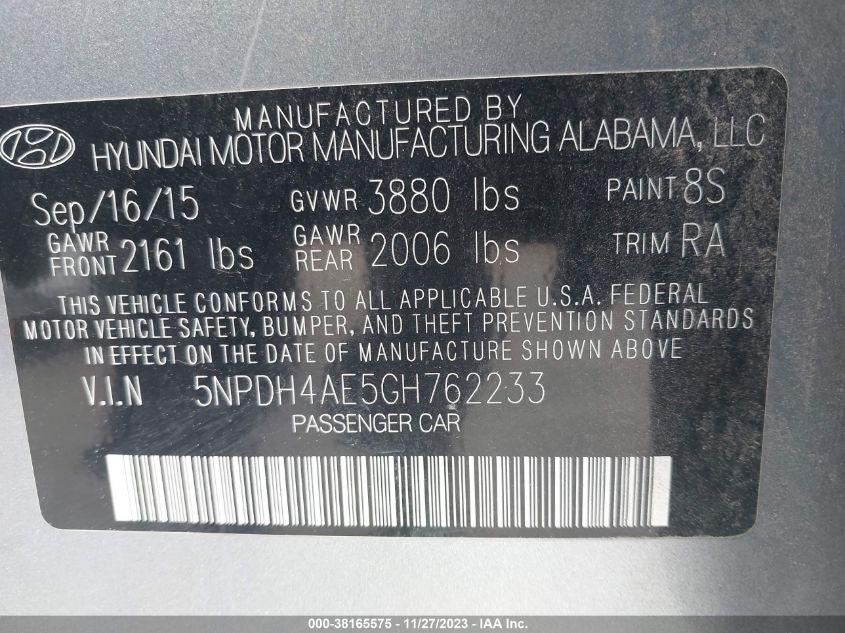 MANUFACTURED BY
HYUNDAI MOTOR MANUFACTURING ALABAMA, LLC
Sep/16/15 GVWR 3880 lbs PAINT 8S
GAWR FRONT 2161 lbs GAWR REAR 2006 lbs TRIM RA
THIS VEHICLE CONFORMS TO ALL APPLICABLE U.S.A. FEDERAL
MOTOR VEHICLE SAFETY, BUMPER, AND THEFT PREVENTION STANDARDS
IN EFFECT ON THE DATE OF MANUFACTURE SHOWN ABOVE
V.I.N 5NPDH4AE5GH762233
PASSENGER CAR
000-38165575 - 11/27/2023 - IAA, Inc.